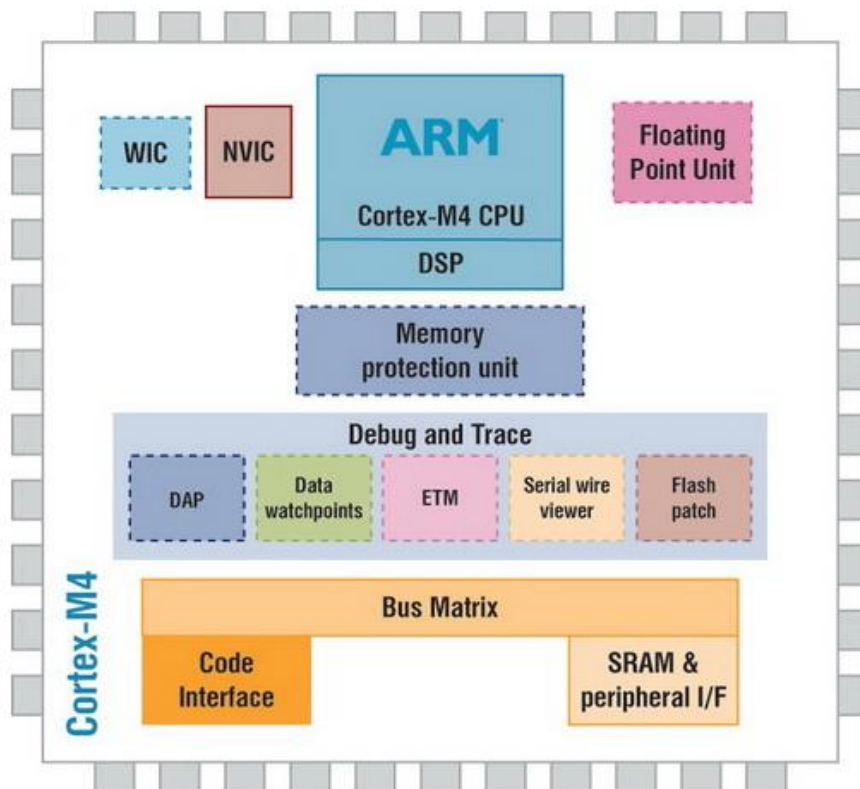 WIC
NVIC
ARM
Cortex-M4 CPU
DSP
Floating
Point Unit
Memory
protection unit
Debug and Trace
DAP
Data
watchpoints
ETM
Serial wire
viewer
Flash
patch
Bus Matrix
Code
Interface
SRAM &
peripheral I/F
Cortex-M4